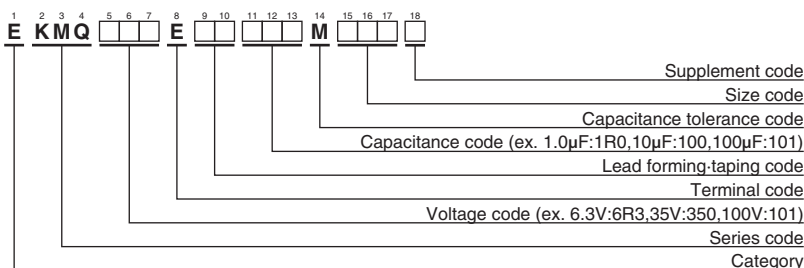 1 2 3 4 5 6 7 8 9 10 11 12 13 14 15 16 17 18
E KMQ □□□ E □□ □□□ M □□□ □
Supplement code
Size code
Capacitance tolerance code
Capacitance code (ex. 1.0µF:1R0,10µF:100,100µF:101)
Lead forming·taping code
Terminal code
Voltage code (ex. 6.3V:6R3,35V:350,100V:101)
Series code
Category